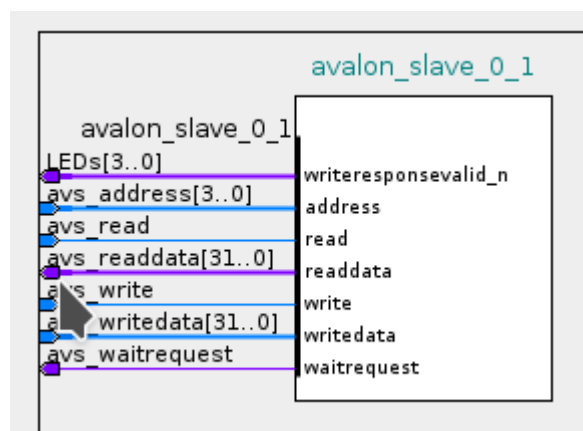 avalon_slave_0_1
avalon_slave_0_1
LEDs[3..0]
writeresponsevalid_n
avs_address[3..0]
address
avs_read
read
avs_readdata[31..0]
readdata
avs_write
write
avs_writedata[31..0]
writedata
avs_waitrequest
waitrequest